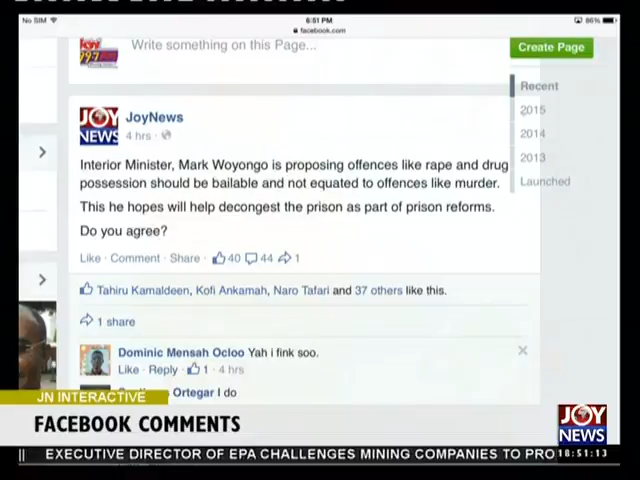 No SIM
6:51 PM
86%
facebook.com
99.7
Write something on this Page...
Create Page
Recent
2015
2014
2013
Launched
JOY
NEWS
JoyNews
4 hrs
Interior Minister, Mark Woyongo is proposing offences like rape and drug
possession should be bailable and not equated to offences like murder.
This he hopes will help decongest the prison as part of prison reforms.
Do you agree?
Like · Comment · Share · 40 44 1
Tahiru Kamaldeen, Kofi Ankamah, Naro Tafari and 37 others like this.
1 share
Dominic Mensah Ocloo Yah i fink soo.
Like · Reply · 1 · 4 hrs
Ortegar I do
JN INTERACTIVE
FACEBOOK COMMENTS
JOY
NEWS
EXECUTIVE DIRECTOR OF EPA CHALLENGES MINING COMPANIES TO PRO
18:51:13